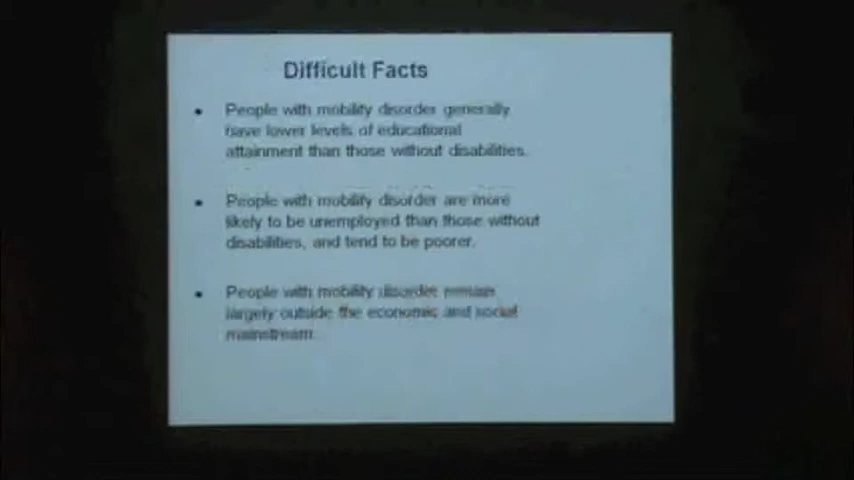 Difficult Facts
• People with mobility disorder generally
have lower levels of educational
attainment than those without disabilities.
• People with mobility disorder are more
likely to be unemployed than those without
disabilities, and tend to be poorer.
• People with mobility disorder remain
largely outside the economic and social
mainstream.